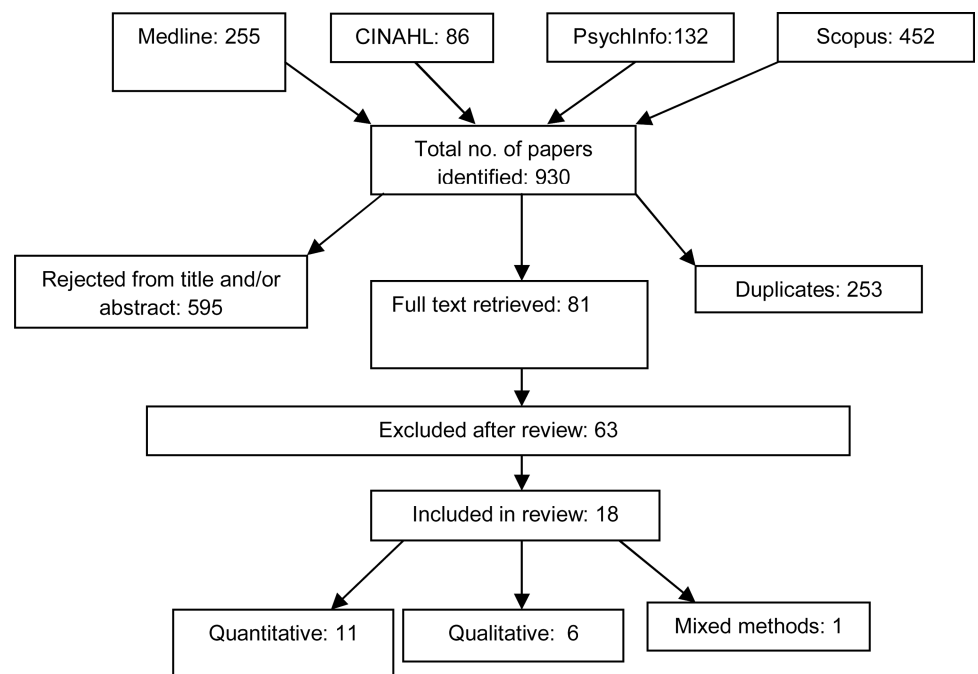 Medline: 255
CINAHL: 86
PsychInfo:132
Scopus: 452
Total no. of papers
identified: 930
Rejected from title and/or
abstract: 595
Full text retrieved: 81
Duplicates: 253
Excluded after review: 63
Included in review: 18
Quantitative: 11
Qualitative: 6
Mixed methods: 1